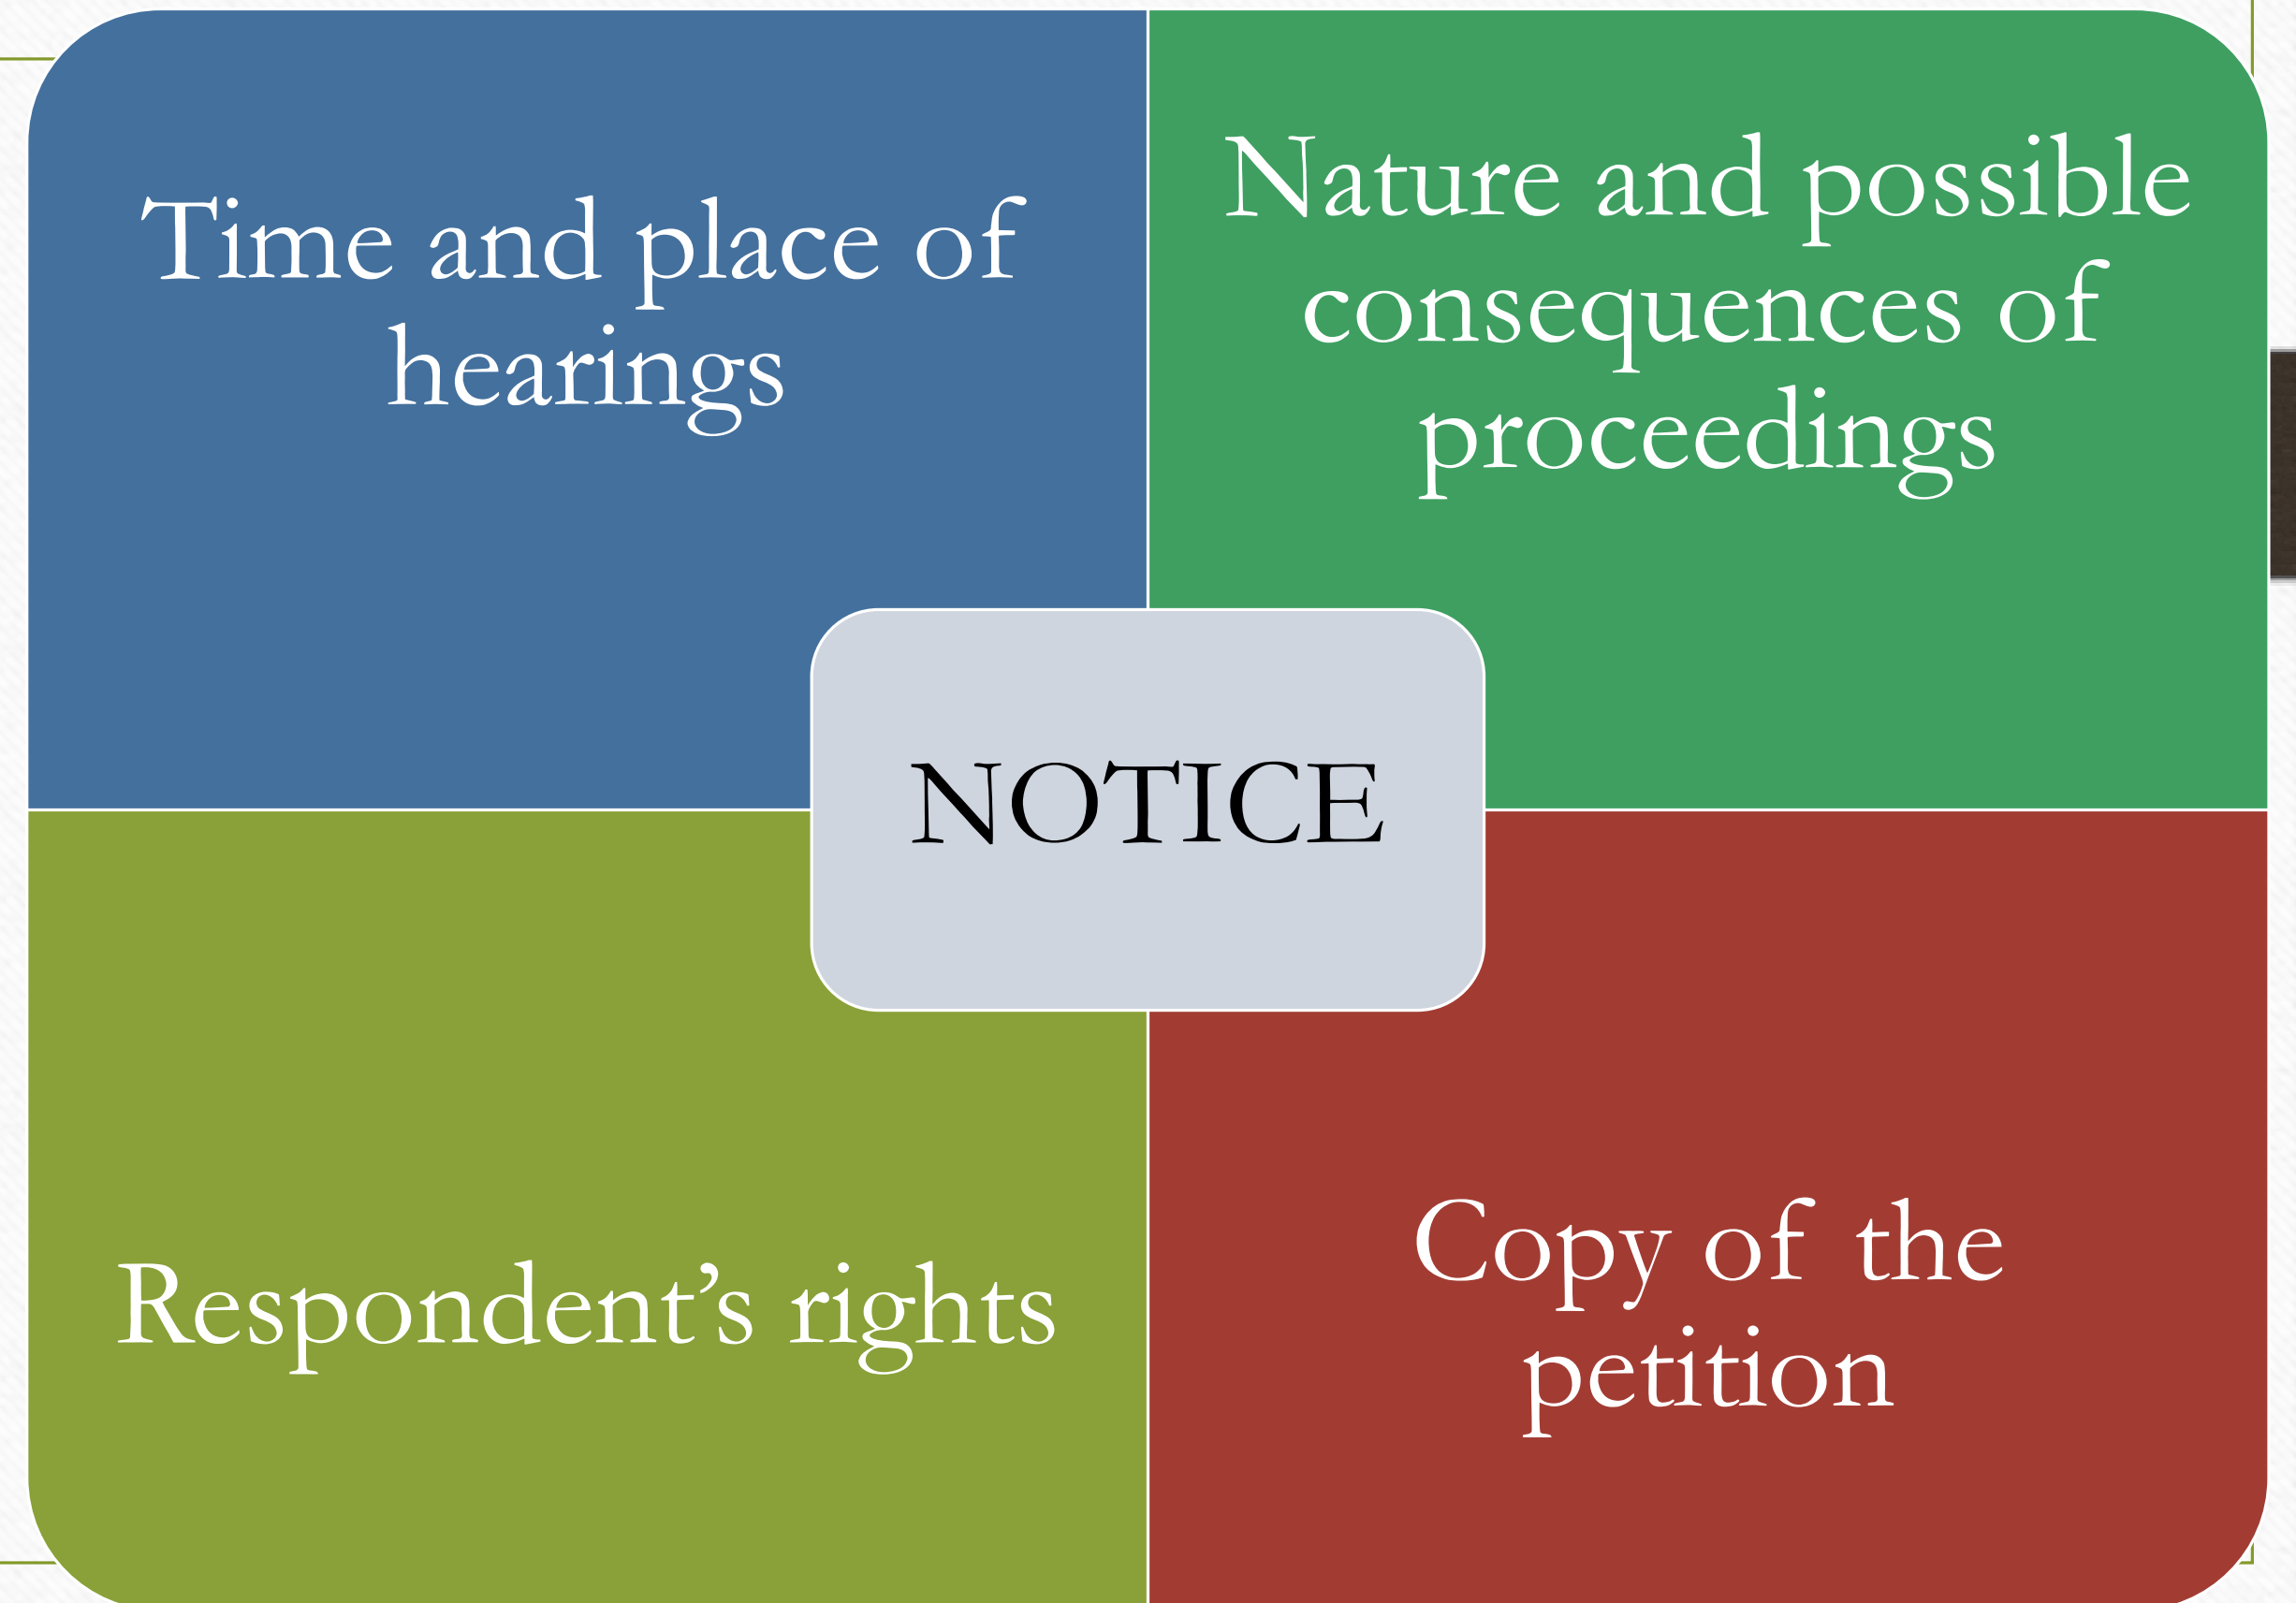 Time and place of
hearings
Nature and possible
consequences of
proceedings
NOTICE
Respondent’s rights
Copy of the
petition